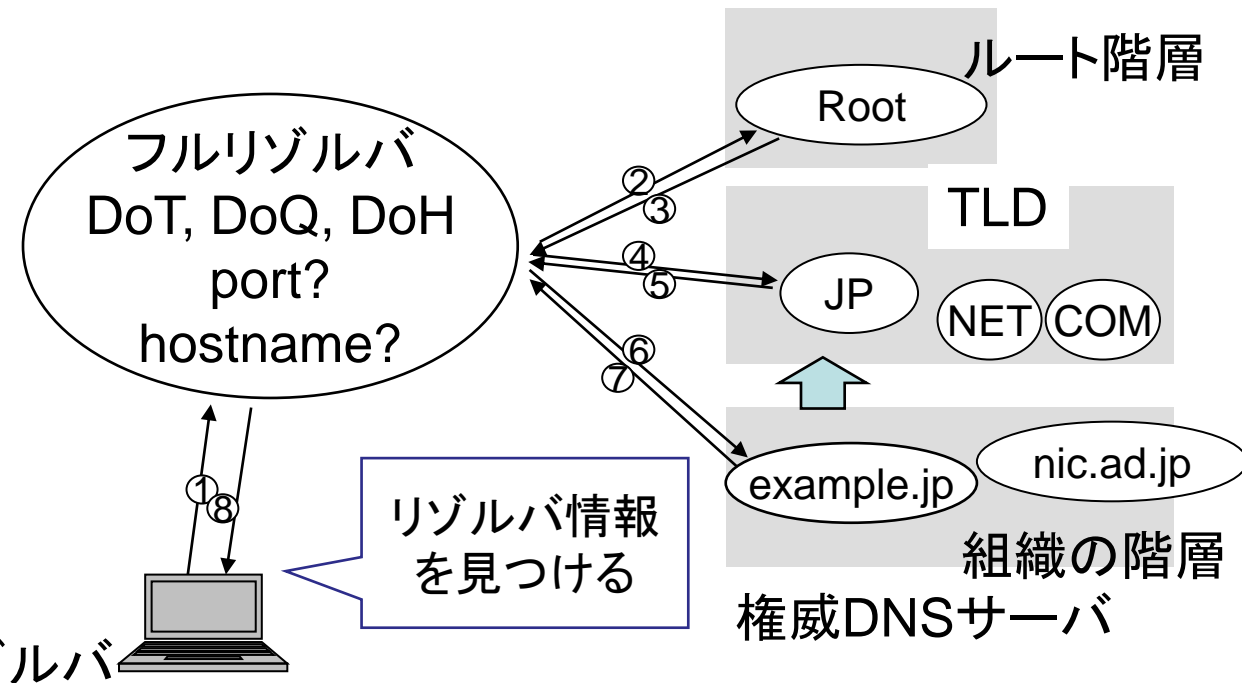 ルート階層
Root
フルリゾルバ
DoT, DoQ, DoH
port?
hostname?
②
③
TLD
④
⑤
JP
NET
COM
⑥
⑦
example.jp
nic.ad.jp
組織の階層
権威DNSサーバ
①
⑧
リゾルバ情報
を見つける
ゾルバ